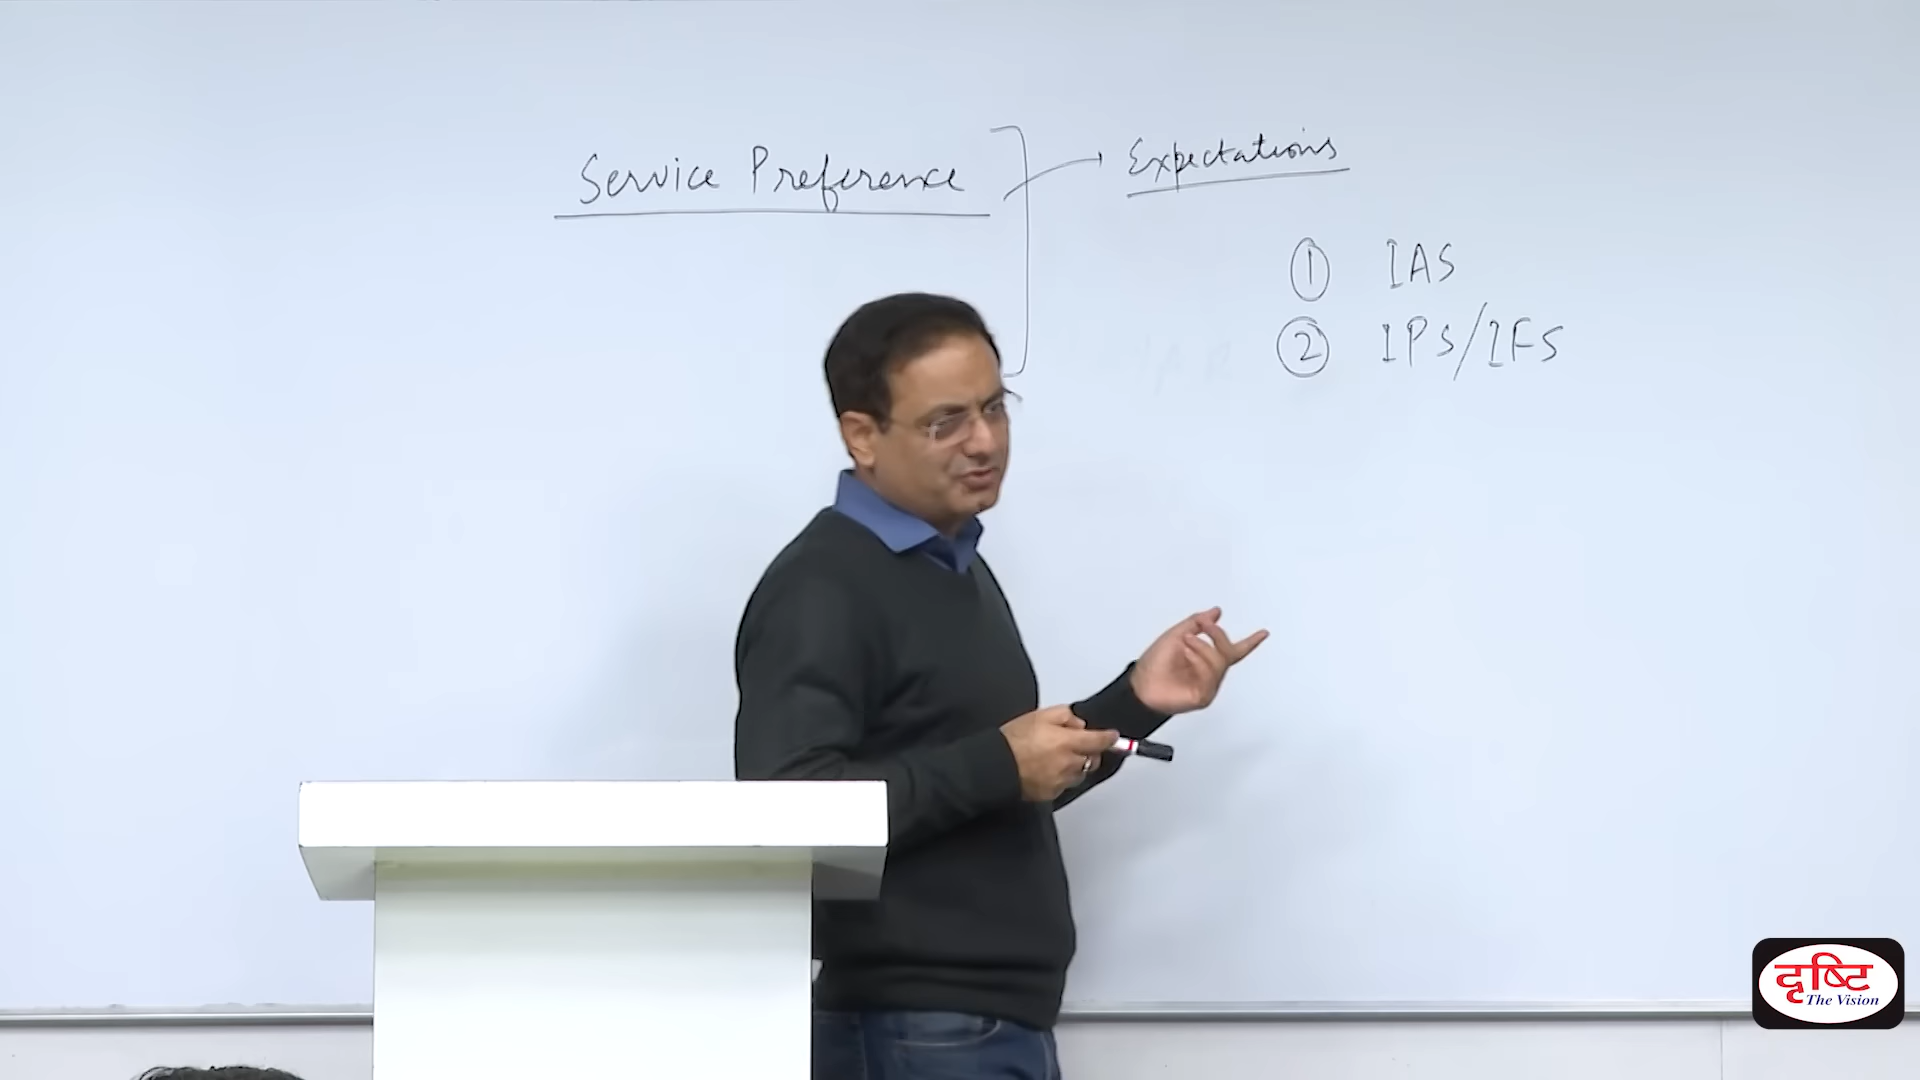 Service Preference
Expectations
① IAS
② IPS/IFS
दृष्टि
The Vision